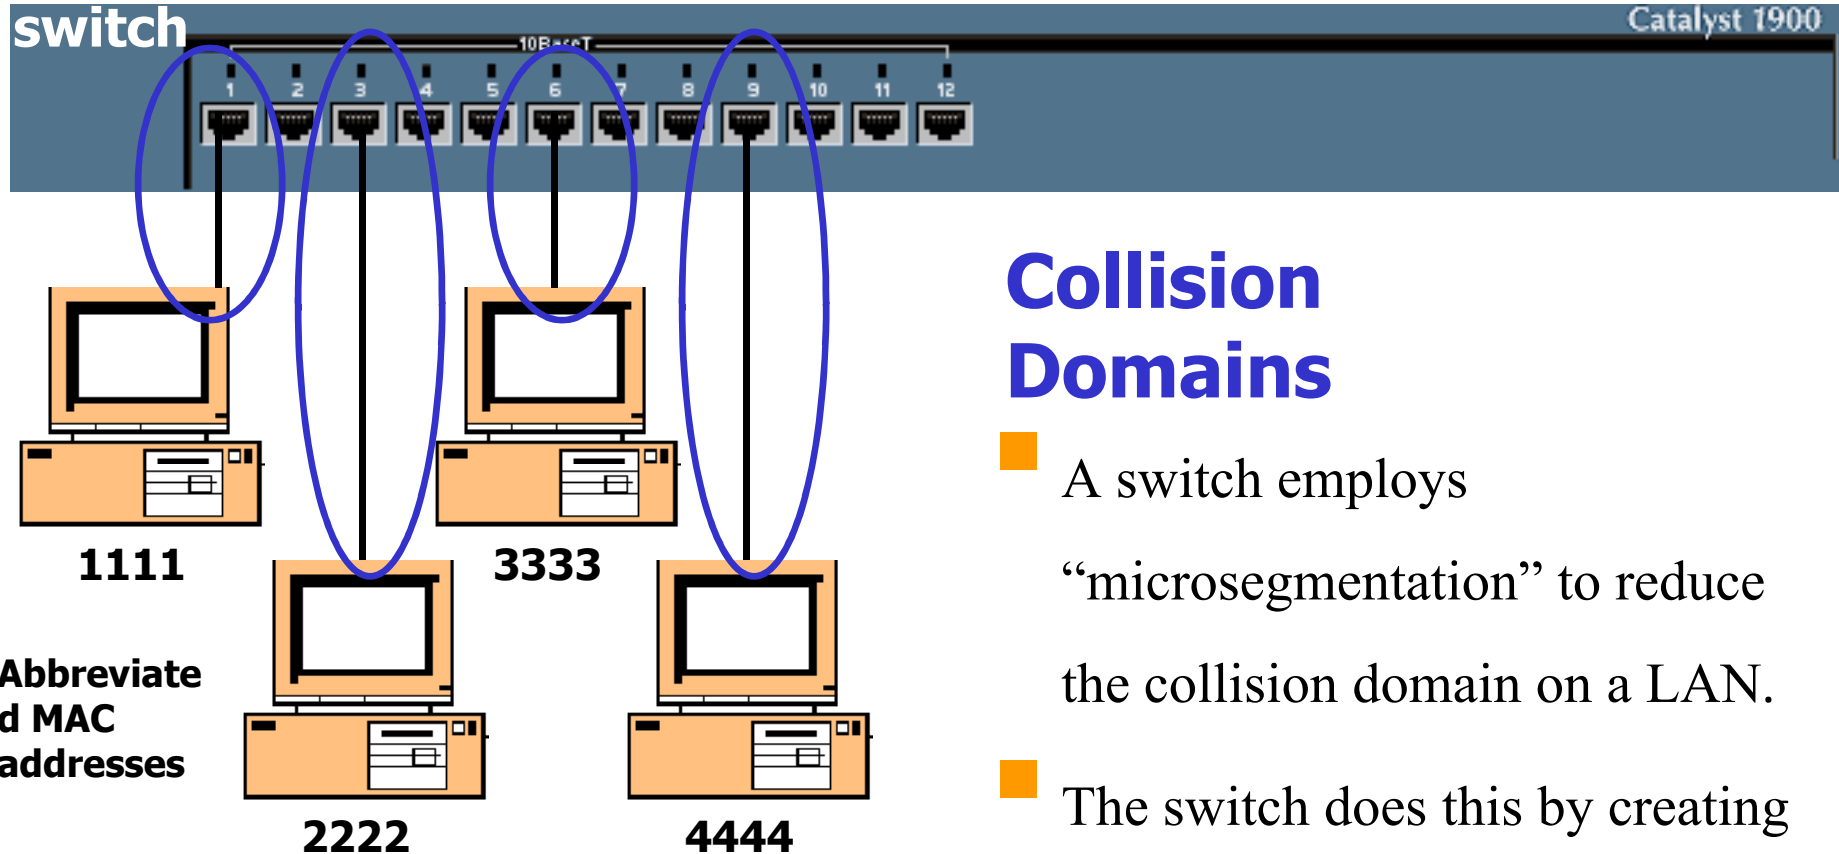 switch
Catalyst 1900
10BaseT
1 2 3 4 5 6 7 8 9 10 11 12
Collision
Domains
A switch employs
“microsegmentation” to reduce
the collision domain on a LAN.
The switch does this by creating
1111
3333
Abbreviate
d MAC
addresses
2222
4444